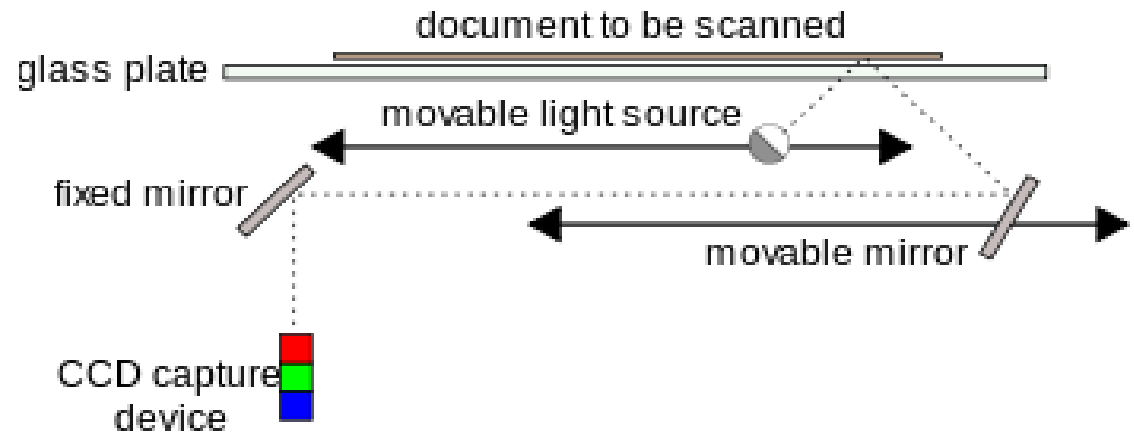 document to be scanned
glass plate
movable light source
fixed mirror
movable mirror
CCD capture
device